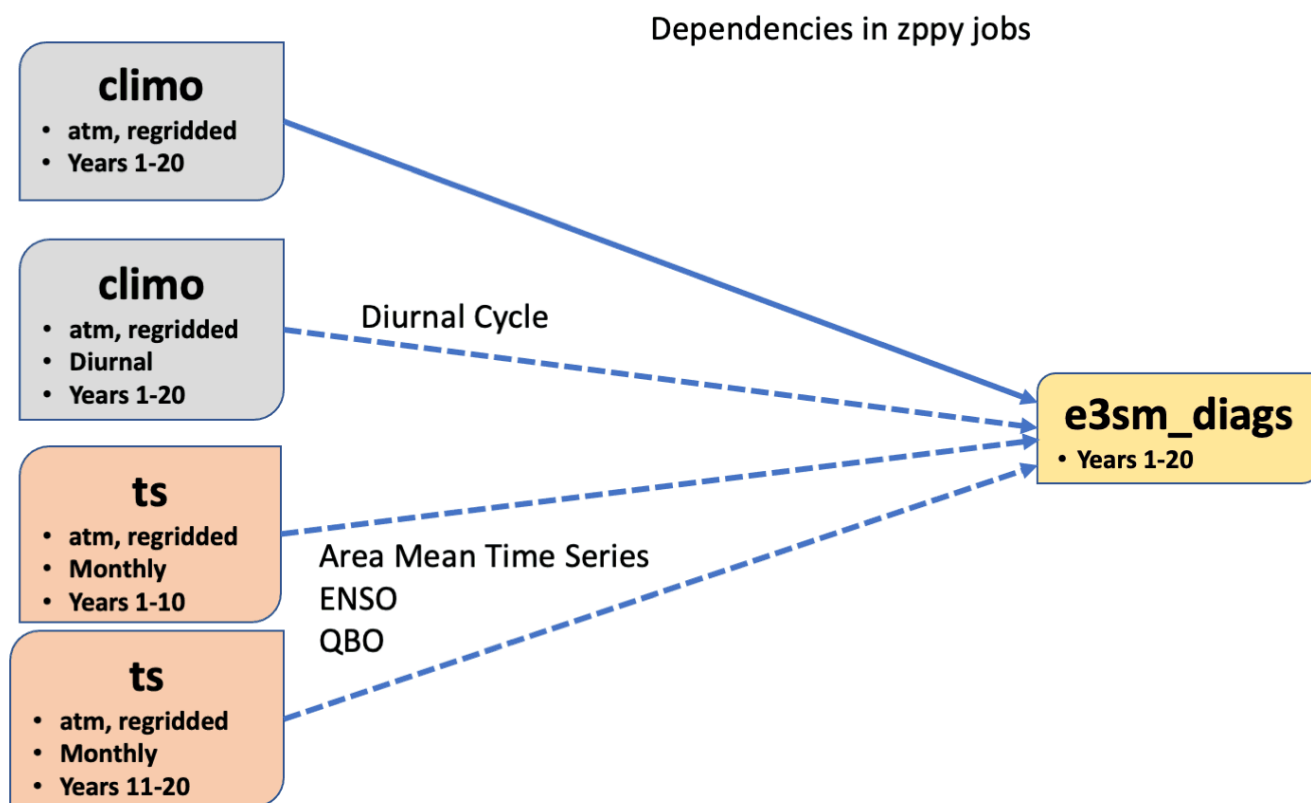 Dependencies in zppy jobs
climo
• atm, regridded
• Years 1-20
climo
• atm, regridded
• Diurnal
• Years 1-20
Diurnal Cycle
e3sm_diags
• Years 1-20
ts
• atm, regridded
• Monthly
• Years 1-10
Area Mean Time Series
ENSO
QBO
ts
• atm, regridded
• Monthly
• Years 11-20